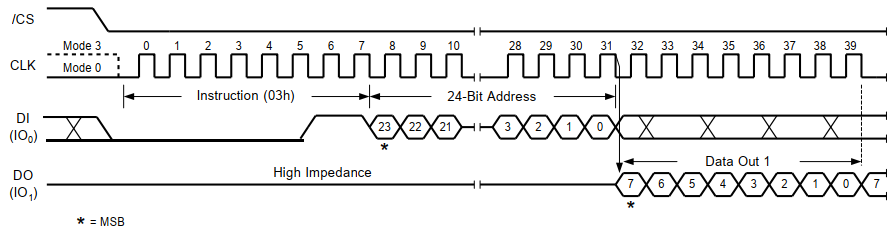 /CS
Mode 3 0 1 2 3 4 5 6 7 8 9 10 28 29 30 31 32 33 34 35 36 37 38 39
CLK Mode 0
Instruction (03h) 24-Bit Address
DI
(IO0) 23 22 21 3 2 1 0
*
High Impedance Data Out 1
DO
(IO1) 7 6 5 4 3 2 1 0 7
*
* = MSB